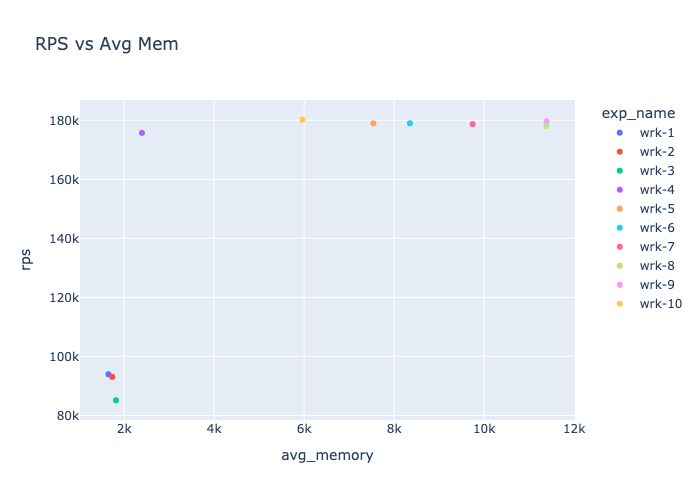 RPS vs Avg Mem
exp_name
wrk-1
wrk-2
wrk-3
wrk-4
wrk-5
wrk-6
wrk-7
wrk-8
wrk-9
wrk-10
rps
180k
160k
140k
120k
100k
80k
2k 4k 6k 8k 10k 12k
avg_memory